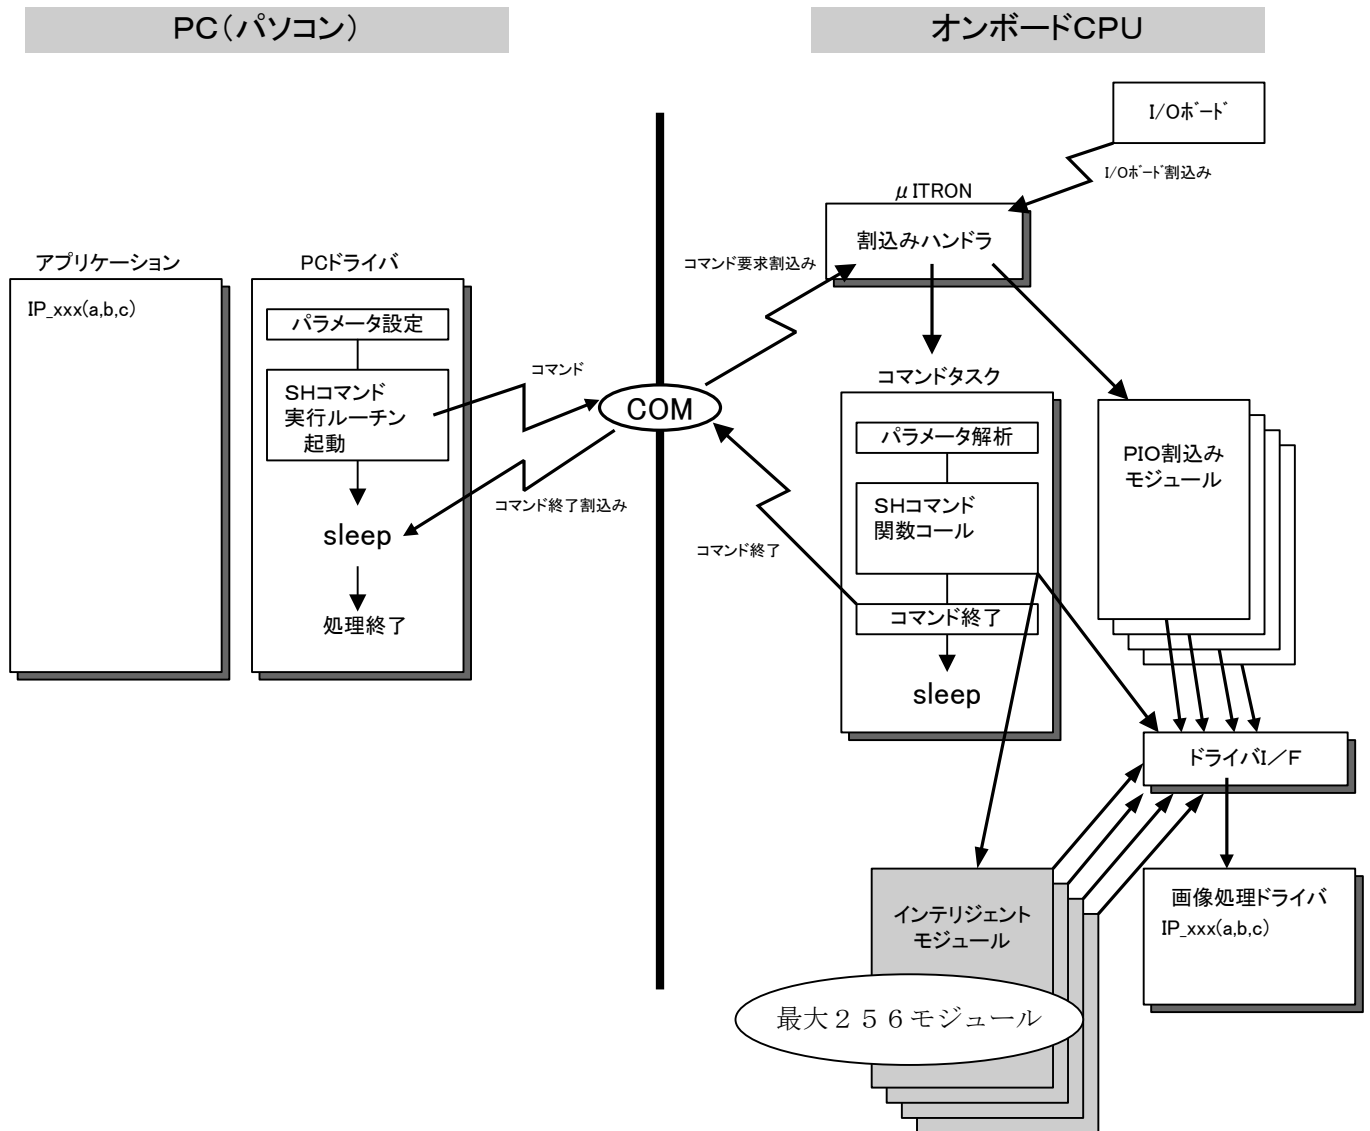 PC(パソコン)
オンボードCPU
I/Oボード
I/Oボード割込み
μITRON
割込みハンドラ
コマンド要求割込み
アプリケーション
IP_xxx(a,b,c)
PCドライバ
パラメータ設定
SHコマンド
実行ルーチン
起動
sleep
処理終了
コマンド
COM
コマンド終了割込み
コマンド終了
コマンドタスク
パラメータ解析
SHコマンド
関数コール
コマンド終了
sleep
PIO割込み
モジュール
ドライバI/F
インテリジェント
モジュール
最大256モジュール
画像処理ドライバ
IP_xxx(a,b,c)